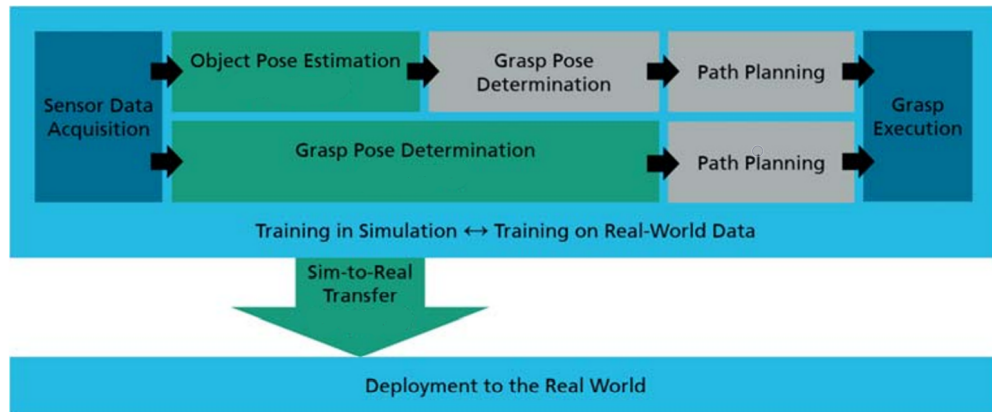 Sensor Data
Acquisition
Object Pose Estimation
Grasp Pose
Determination
Path Planning
Grasp Pose Determination
Path Planning
Grasp
Execution
Training in Simulation ↔ Training on Real-World Data
Sim-to-Real
Transfer
Deployment to the Real World